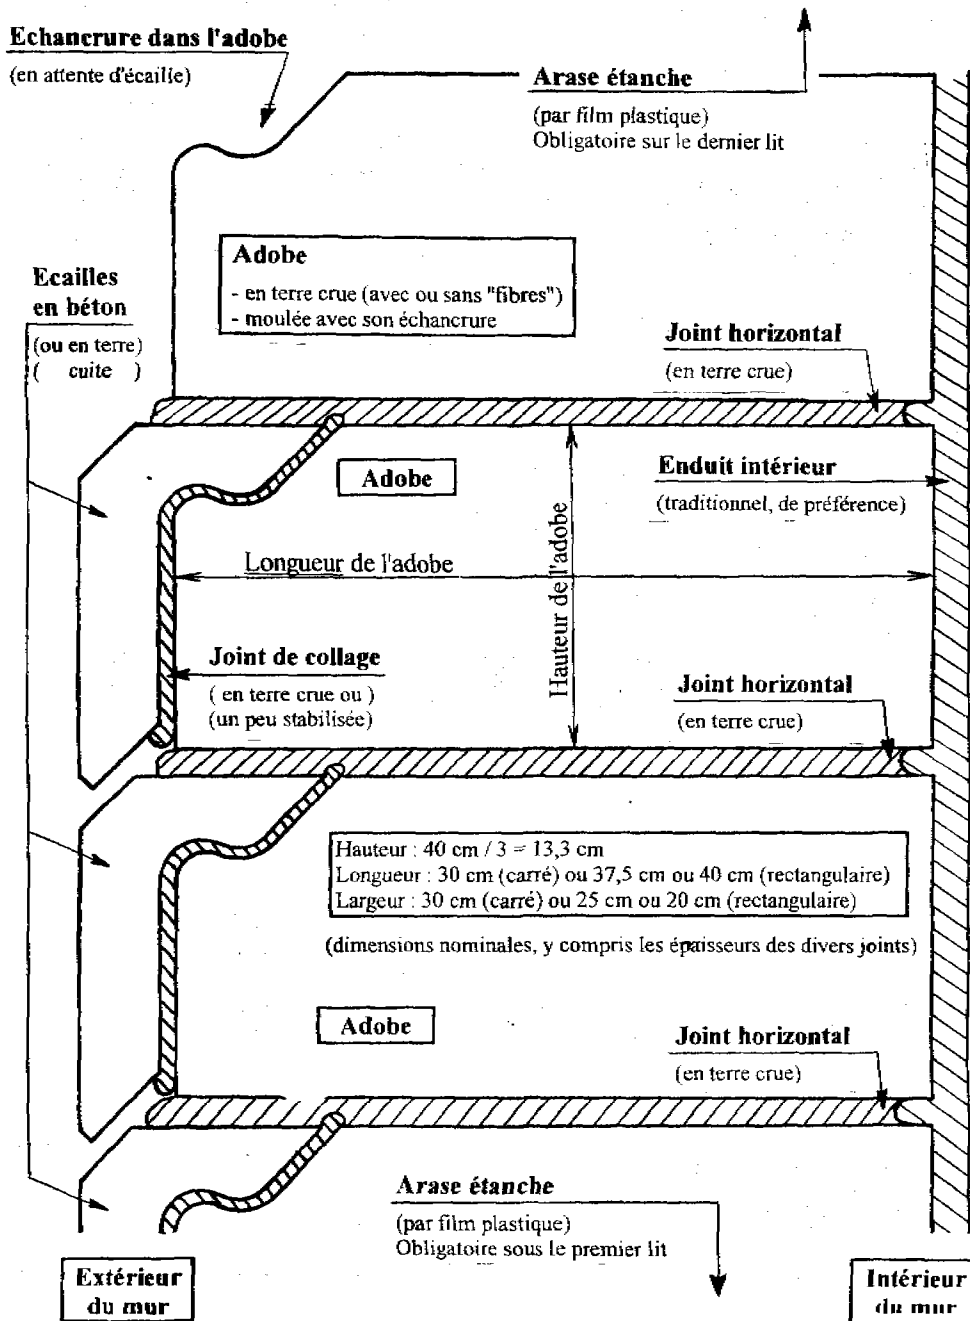 Echancrure dans l'adobe
(en attente d'écaille)
Arase étanche
(par film plastique)
Obligatoire sur le dernier lit
Adobe
- en terre crue (avec ou sans "fibres")
- moulée avec son échancrure
Ecailles
en béton
(ou en terre)
( cuite )
Joint horizontal
(en terre crue)
Adobe
Enduit intérieur
(traditionnel, de préférence)
Longueur de l'adobe
Hauteur de l'adobe
Joint de collage
( en terre crue ou )
(un peu stabilisée)
Joint horizontal
(en terre crue)
Hauteur : 40 cm / 3 = 13,3 cm
Longueur : 30 cm (carré) ou 37,5 cm ou 40 cm (rectangulaire)
Largeur : 30 cm (carré) ou 25 cm ou 20 cm (rectangulaire)
(dimensions nominales, y compris les épaisseurs des divers joints)
Adobe
Joint horizontal
(en terre crue)
Arase étanche
(par film plastique)
Obligatoire sous le premier lit
Extérieur
du mur
Intérieur
du mur